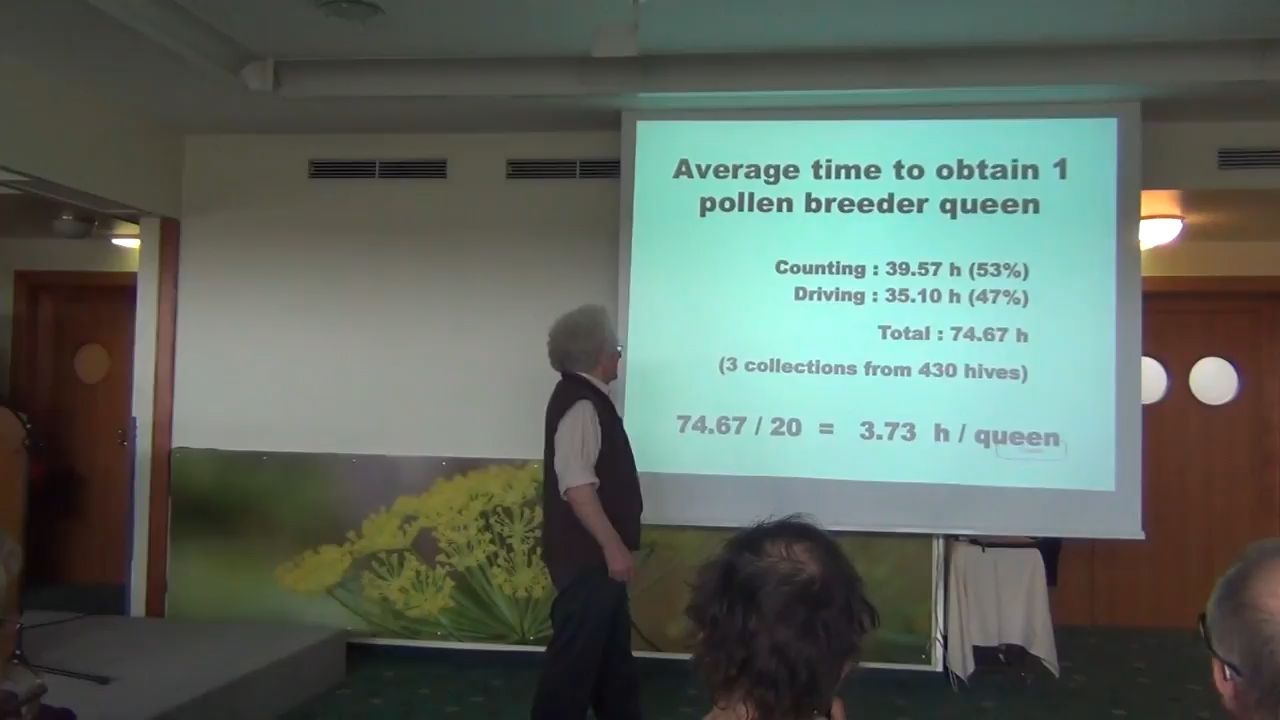 Average time to obtain 1
pollen breeder queen
Counting : 39.57 h (53%)
Driving : 35.10 h (47%)
Total : 74.67 h
(3 collections from 430 hives)
74.67 / 20 = 3.73 h / queen